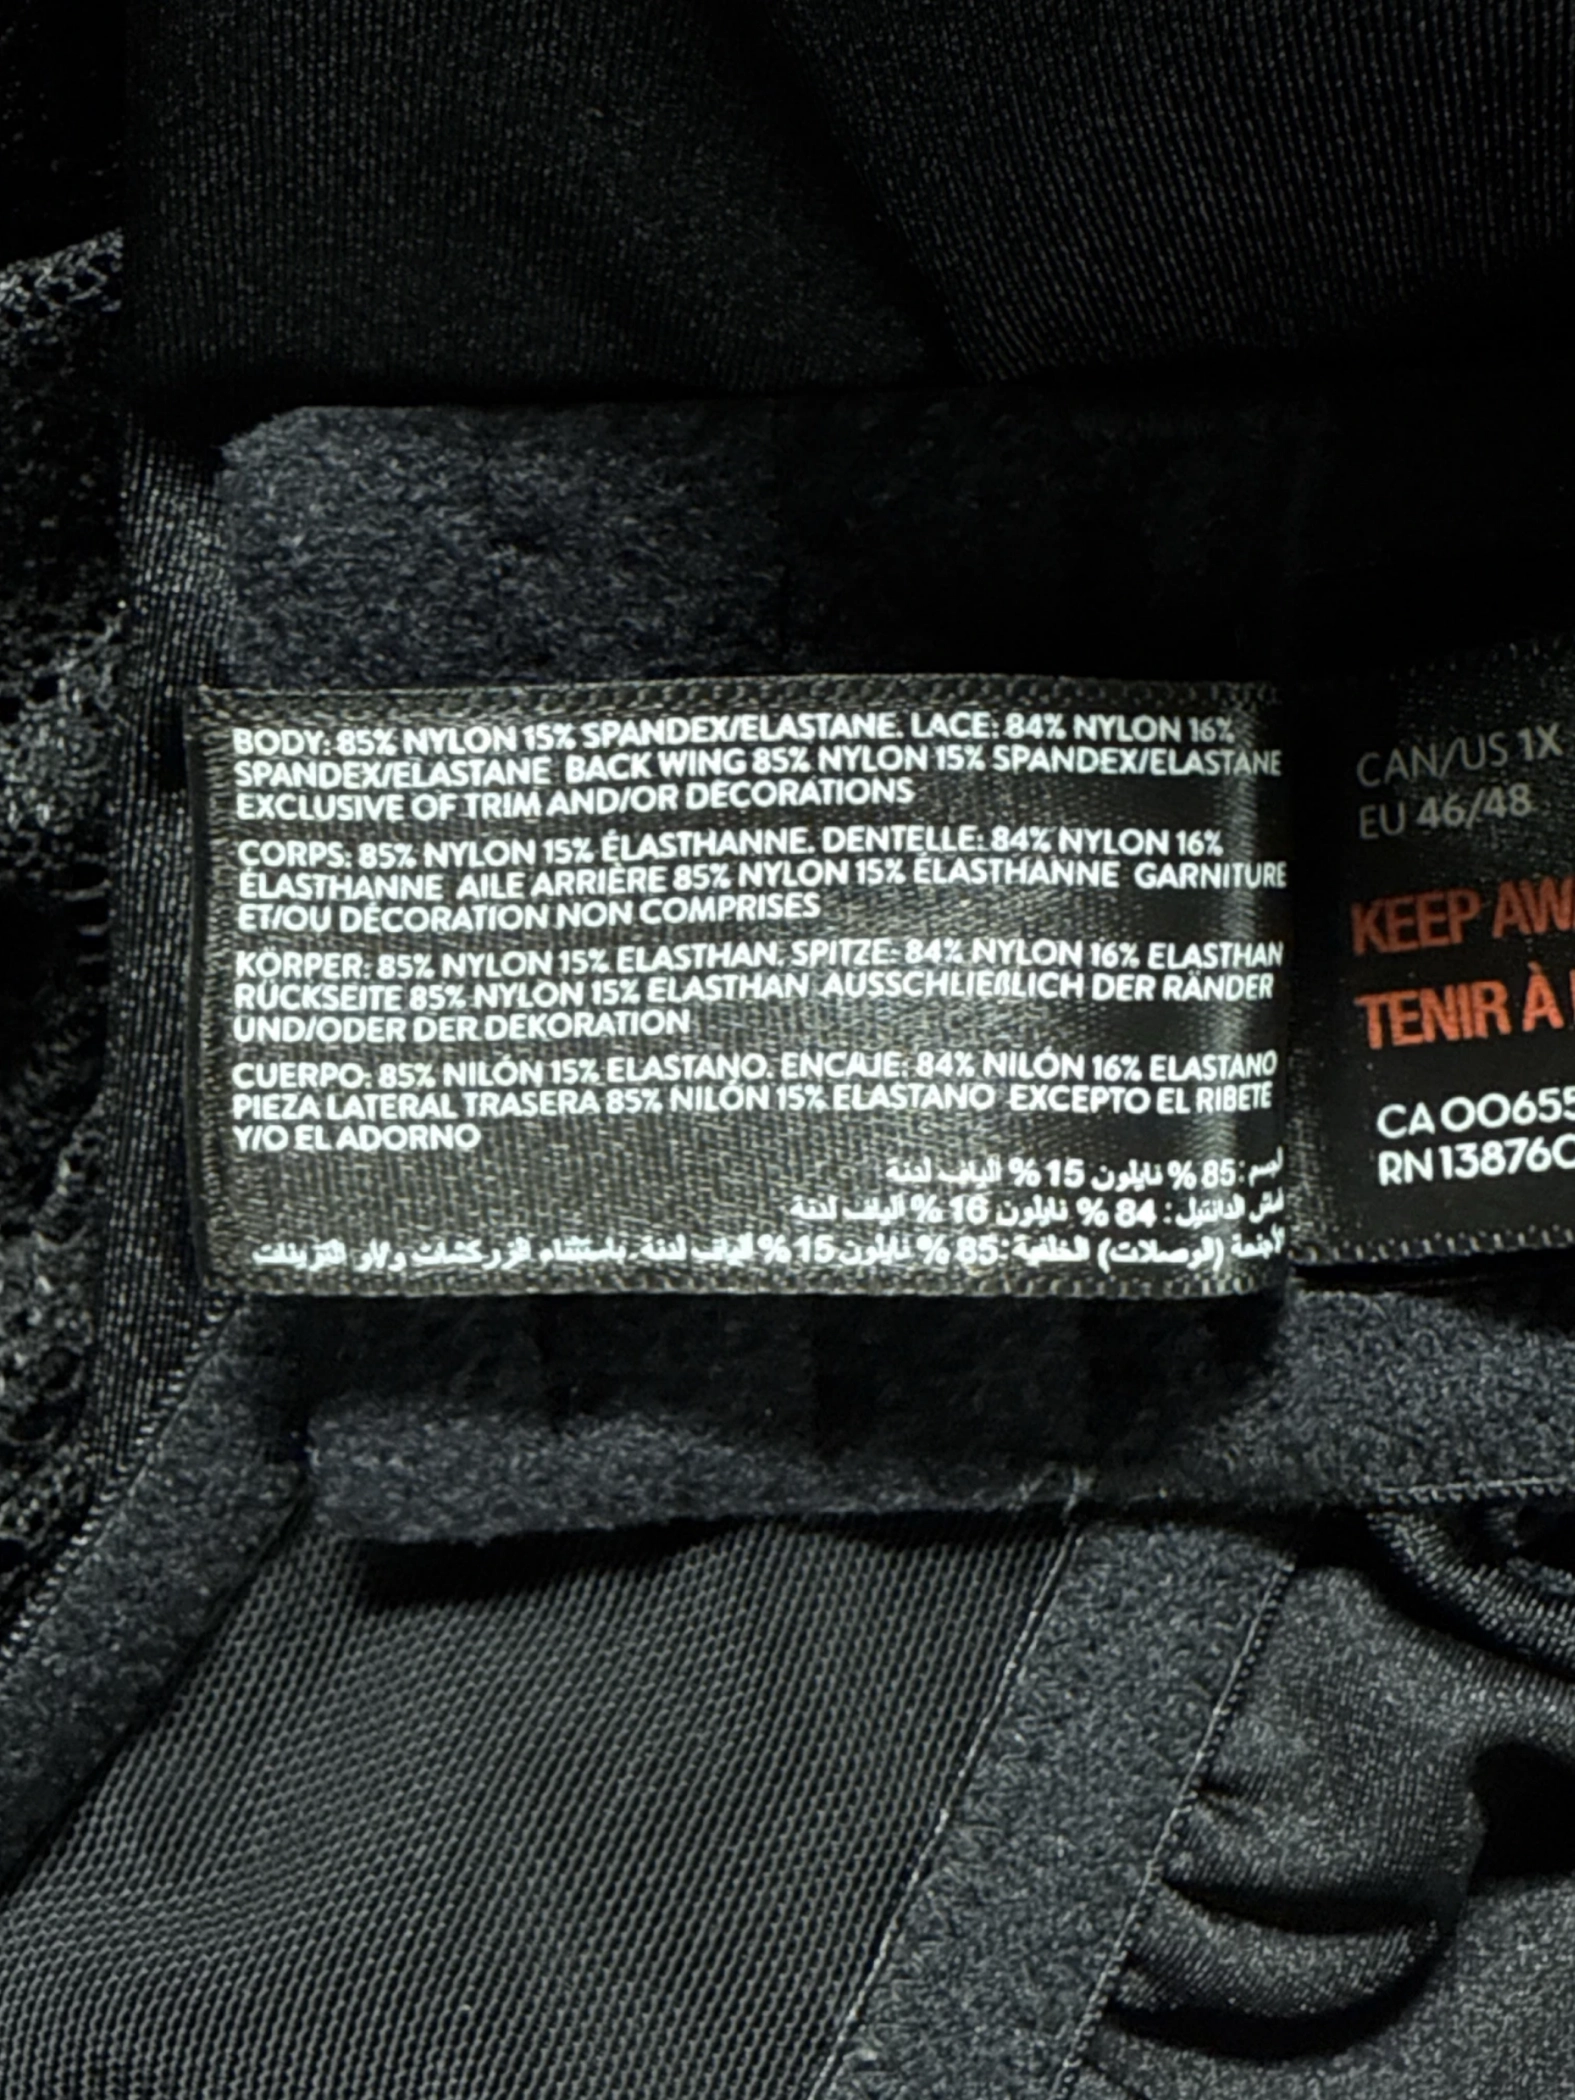 BODY: 85% NYLON 15% SPANDEX/ELASTANE. LACE: 84% NYLON 16%
SPANDEX/ELASTANE BACK WING 85% NYLON 15% SPANDEX/ELASTANE
EXCLUSIVE OF TRIM AND/OR DECORATIONS
CORPS: 85% NYLON 15% ÉLASTHANNE. DENTELLE: 84% NYLON 16%
ÉLASTHANNE AILE ARRIÈRE 85% NYLON 15% ÉLASTHANNE GARNITURE
ET/OU DÉCORATION NON COMPRISES
KÖRPER: 85% NYLON 15% ELASTHAN. SPITZE: 84% NYLON 16% ELASTHAN
RÜCKSEITE 85% NYLON 15% ELASTHAN AUSSCHLIEßLICH DER RÄNDER
UND/ODER DER DEKORATION
CUERPO: 85% NILÓN 15% ELASTANO. ENCAJE: 84% NILÓN 16% ELASTANO
PIEZA LATERAL TRASERA 85% NILÓN 15% ELASTANO EXCEPTO EL RIBETE
Y/O EL ADORNO
85 % نايلون 15 % ألياف لدنة
الدانتيل: 84 % نايلون 16 % ألياف لدنة
(الوصلات) الخلفية: 85 % نايلون 15 % ألياف لدنة. باستثناء الزركشات و/أو التزيينات
CAN/US 1X
EU 46/48
KEEP
TENIR À
CA 00655
RN 13876